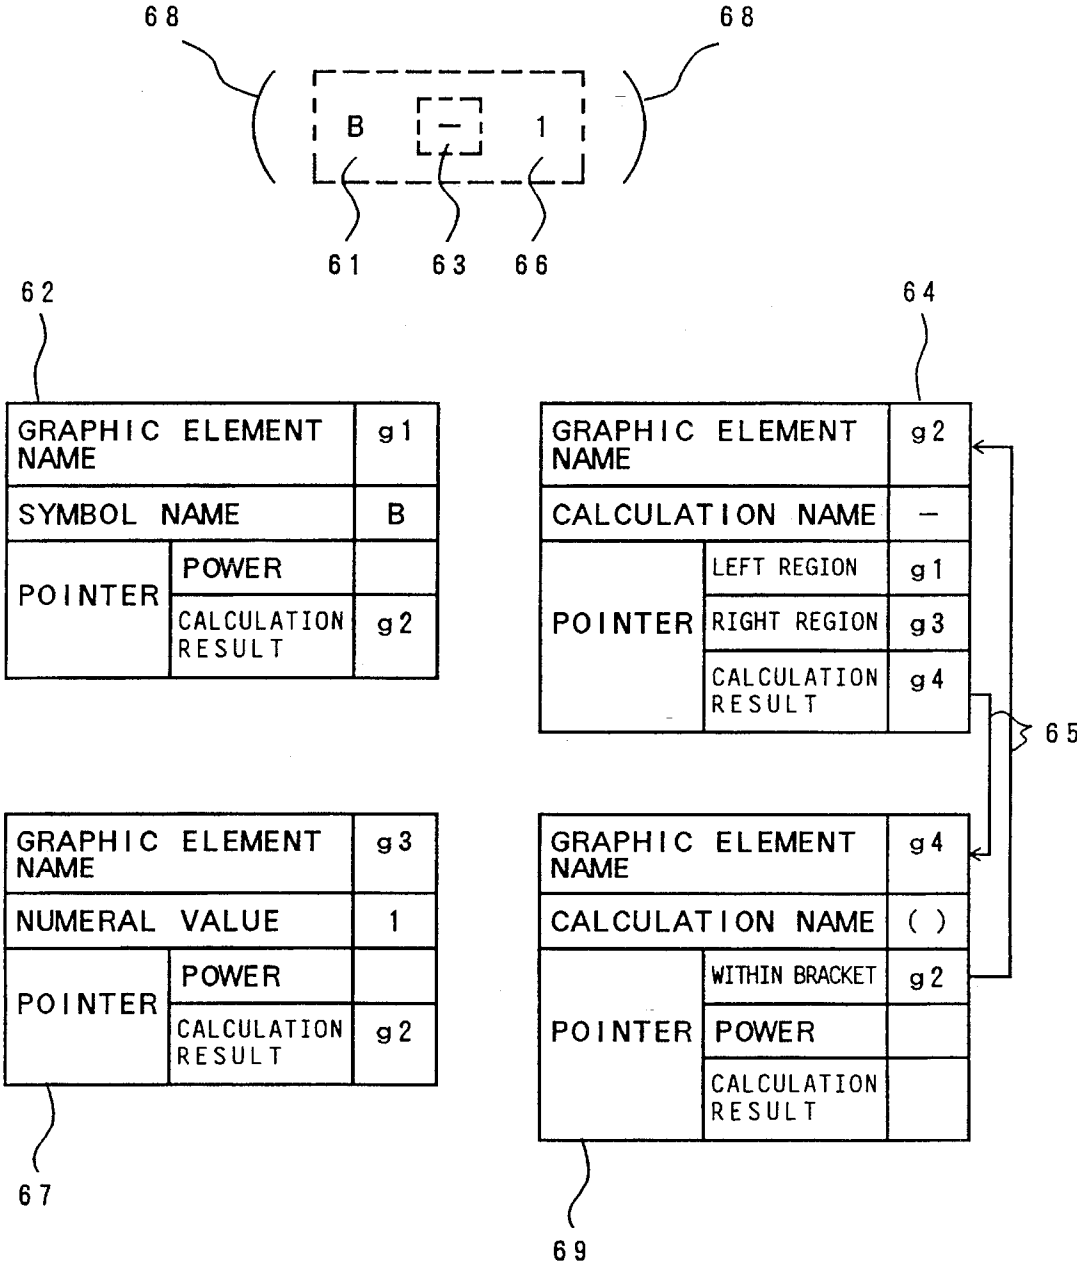 68 68
( B − 1 )
61 63 66
62 64
GRAPHIC ELEMENT
NAME g1
SYMBOL NAME B
POINTER
POWER
CALCULATION
RESULT g2
GRAPHIC ELEMENT
NAME g2
CALCULATION NAME −
POINTER
LEFT REGION g1
RIGHT REGION g3
CALCULATION
RESULT g4
65
GRAPHIC ELEMENT
NAME g3
NUMERAL VALUE 1
POINTER
POWER
CALCULATION
RESULT g2
67
GRAPHIC ELEMENT
NAME g4
CALCULATION NAME ( )
POINTER
WITHIN BRACKET g2
POWER
CALCULATION
RESULT
69